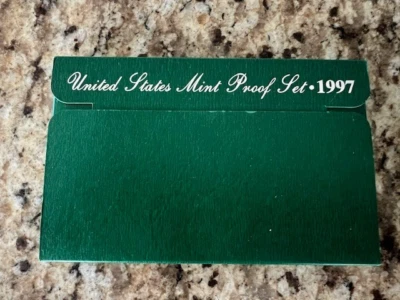 United States Mint Proof Set • 1997